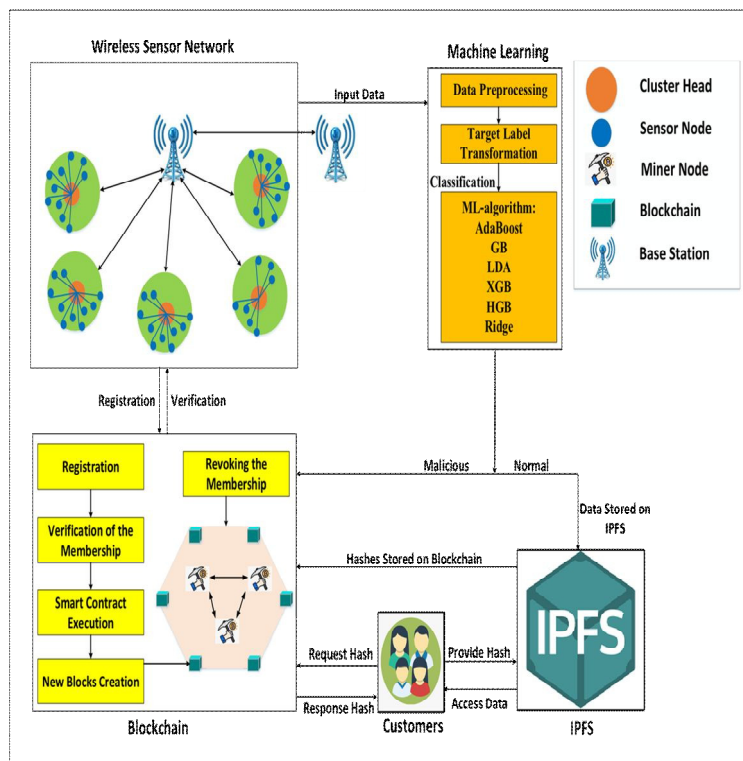 Wireless Sensor Network
Machine Learning
Input Data
Data Preprocessing
Target Label
Transformation
Classification
ML-algorithm:
AdaBoost
GB
LDA
XGB
HGB
Ridge
Cluster Head
Sensor Node
Miner Node
Blockchain
Base Station
Registration
Verification
Registration
Verification of the
Membership
Smart Contract
Execution
New Blocks Creation
Revoking the
Membership
Blockchain
Malicious
Normal
Data Stored on
IPFS
Hashes Stored on Blockchain
Request Hash
Response Hash
Provide Hash
Access Data
Customers
IPFS
IPFS